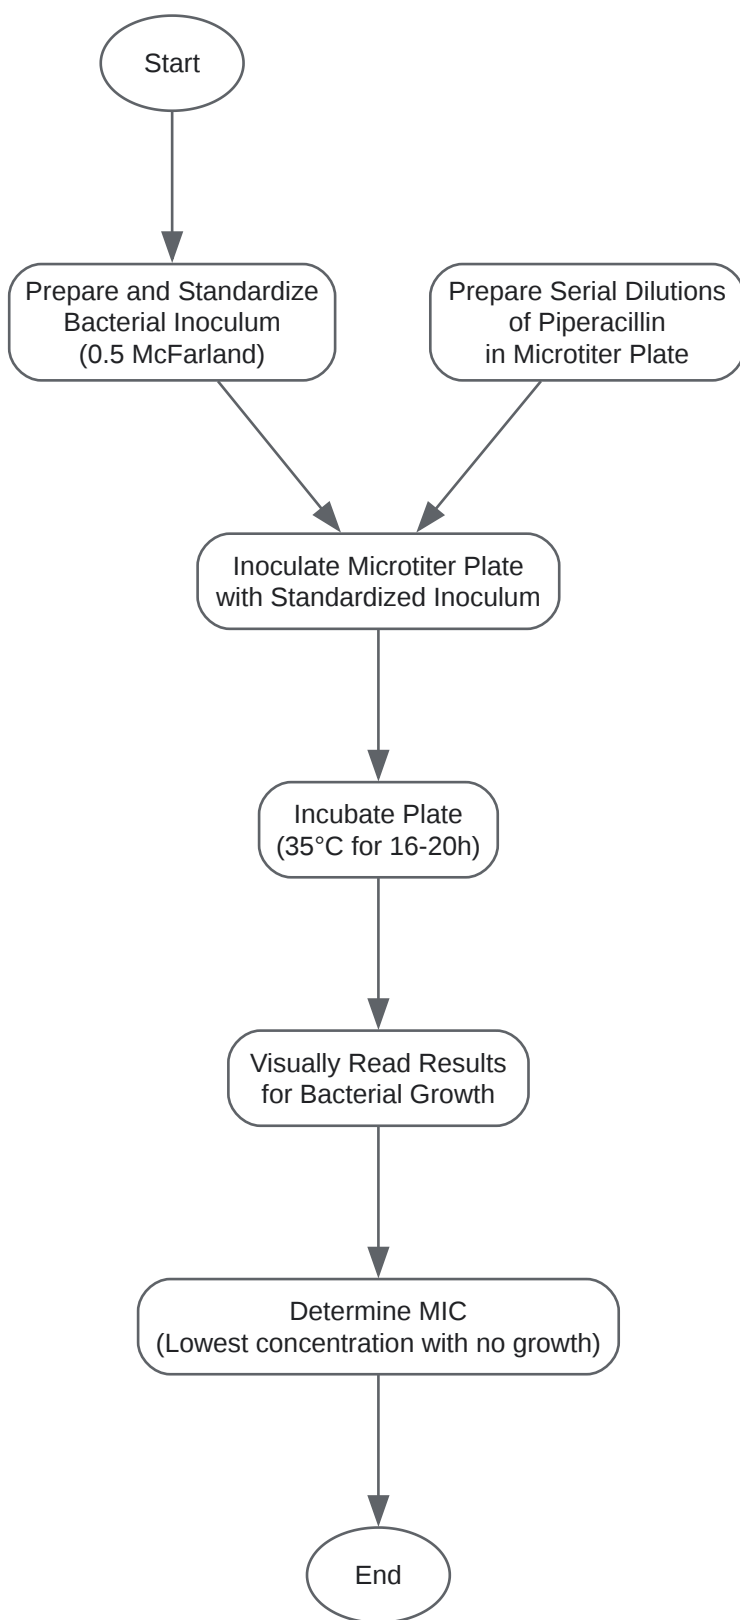 Start
Prepare and Standardize
Bacterial Inoculum
(0.5 McFarland)
Prepare Serial Dilutions
of Piperacillin
in Microtiter Plate
Inoculate Microtiter Plate
with Standardized Inoculum
Incubate Plate
(35°C for 16-20h)
Visually Read Results
for Bacterial Growth
Determine MIC
(Lowest concentration with no growth)
End